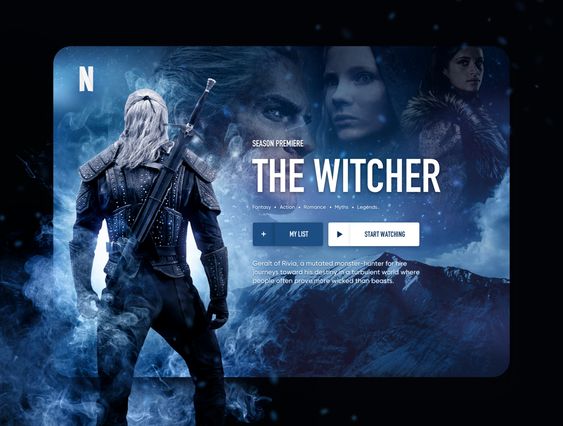 N
SEASON PREMIERE
THE WITCHER
Fantasy • Action • Romance • Myths • Legends
+ MY LIST
START WATCHING
Geralt of Rivia, a mutated monster-hunter for hire
journeys toward his destiny in a turbulent world where
people often prove more wicked than beasts.